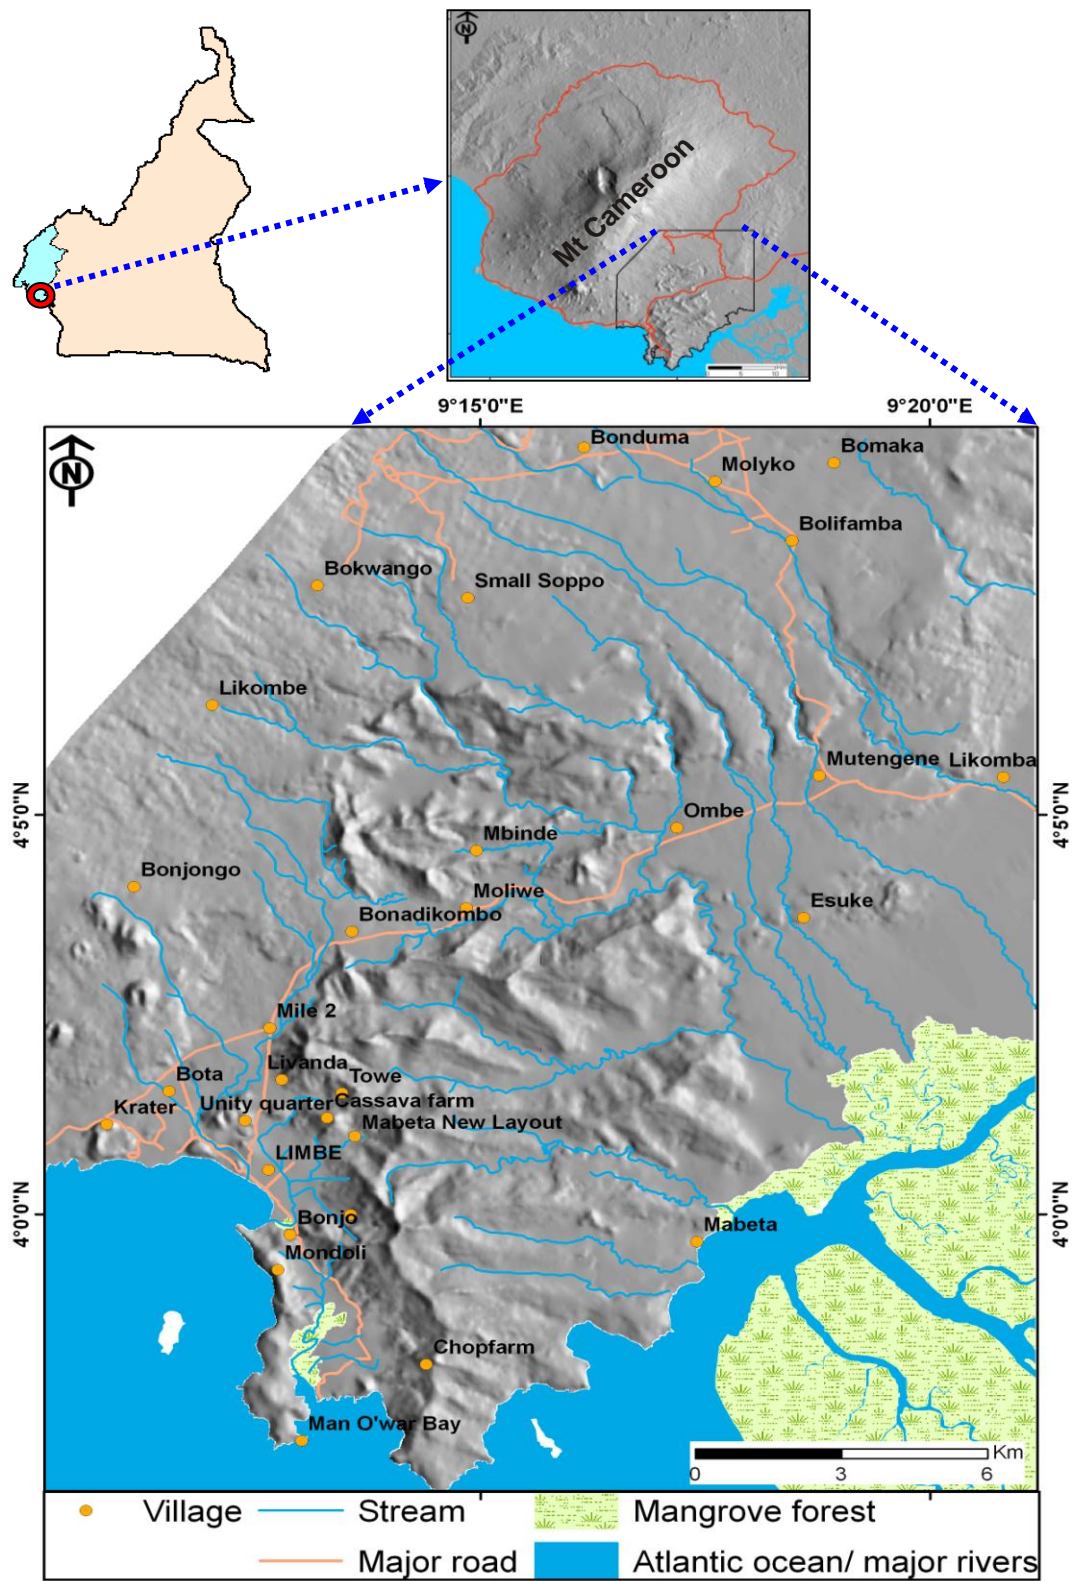 N
Mt Cameroon
9°15'0"E
9°20'0"E
N
Bonduma
Bomaka
Molyko
Bolifamba
Bokwango
Small Soppo
Likombe
Mutengene
Likomba
4°5'0"N
4°5'0"N
Ombe
Mbinde
Bonjongo
Moliwe
Esuke
Bonadikombo
Mile 2
Livanda
Towe
Bota
Krater
Unity quarter
Cassava farm
Mabeta New Layout
LIMBE
4°0'0"N
4°0'0"N
Bonjo
Mabeta
Mondoli
Chopfarm
Man O'war Bay
Km
0 3 6
Village
Stream
Mangrove forest
Major road
Atlantic ocean/ major rivers